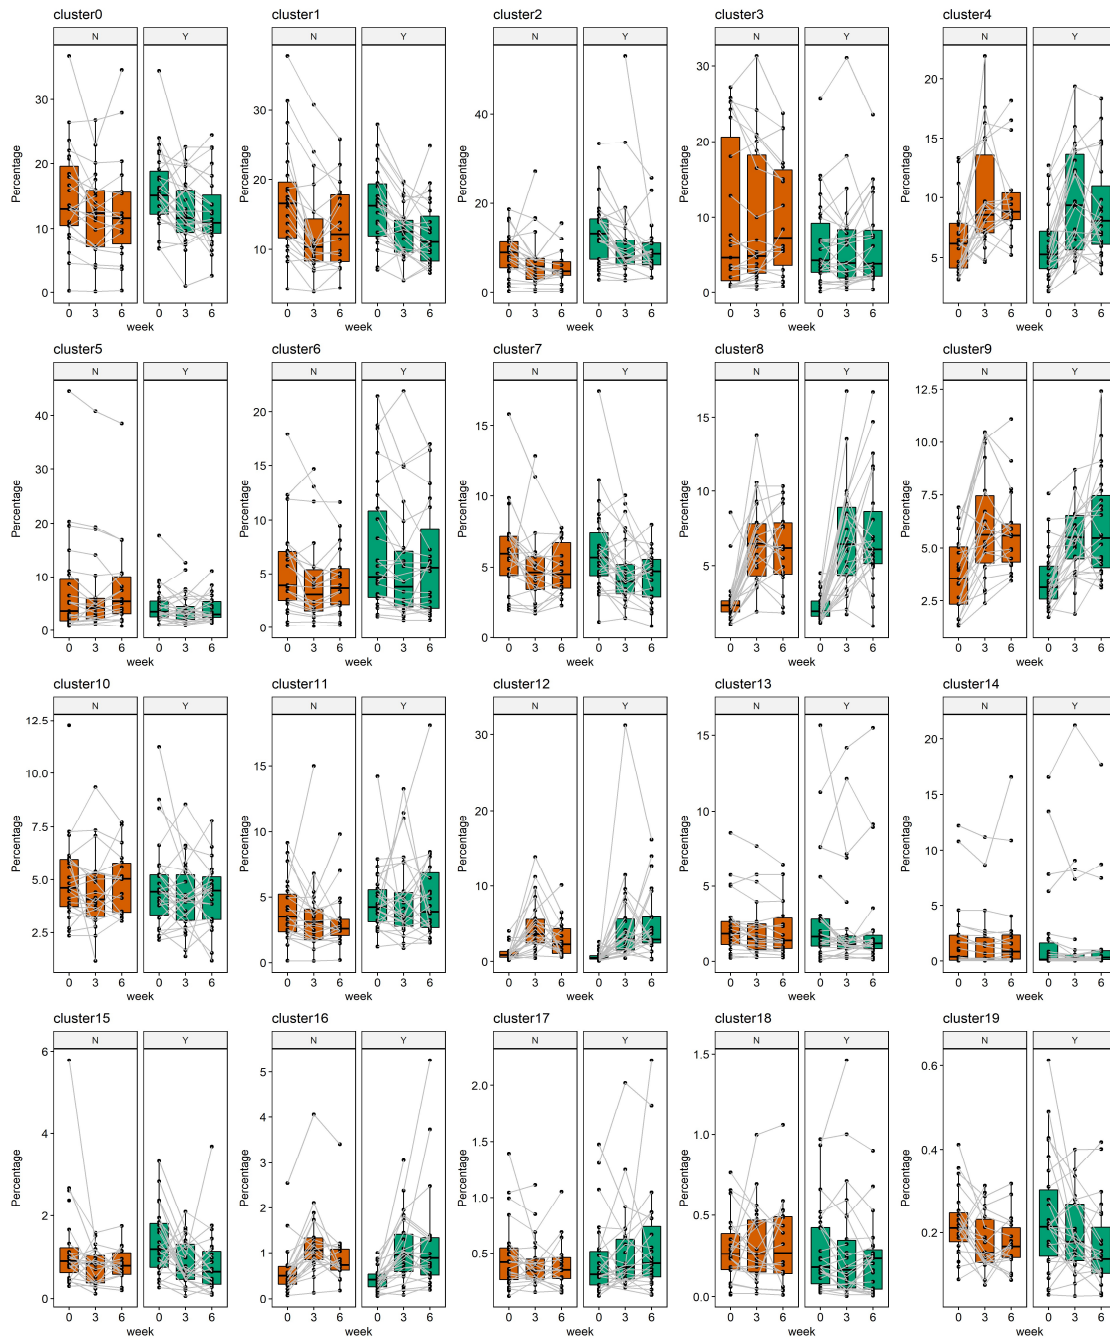 cluster0 cluster1 cluster2 cluster3 cluster4
N Y N Y N Y N Y N Y
Percentage Percentage Percentage Percentage Percentage
30 30 40 30 20
20 20 20 20 15
10 10 0 10 10
0 0 5
0 3 6 0 3 6 0 3 6 0 3 6 0 3 6 0 3 6 0 3 6 0 3 6 0 3 6 0 3 6
week week week week week
cluster5 cluster6 cluster7 cluster8 cluster9
N Y N Y N Y N Y N Y
Percentage Percentage Percentage Percentage Percentage
40 20 15 15 12.5
30 15 10 10 10.0
20 10 5 5 7.5
10 5 0 5.0
0 0 2.5
0 3 6 0 3 6 0 3 6 0 3 6 0 3 6 0 3 6 0 3 6 0 3 6 0 3 6 0 3 6
week week week week week
cluster10 cluster11 cluster12 cluster13 cluster14
N Y N Y N Y N Y N Y
Percentage Percentage Percentage Percentage Percentage
12.5 15 30 15 20
10.0 10 20 10 15
7.5 5 10 5 10
5.0 0 0 0 5
2.5 0
0 3 6 0 3 6 0 3 6 0 3 6 0 3 6 0 3 6 0 3 6 0 3 6 0 3 6 0 3 6
week week week week week
cluster15 cluster16 cluster17 cluster18 cluster19
N Y N Y N Y N Y N Y
Percentage Percentage Percentage Percentage Percentage
6 5 2.0 1.5 0.6
4 4 1.5 1.0 0.4
2 3 1.0 0.5 0.2
0 2 0.5 0.0
1
0
0 3 6 0 3 6 0 3 6 0 3 6 0 3 6 0 3 6 0 3 6 0 3 6 0 3 6 0 3 6
week week week week week